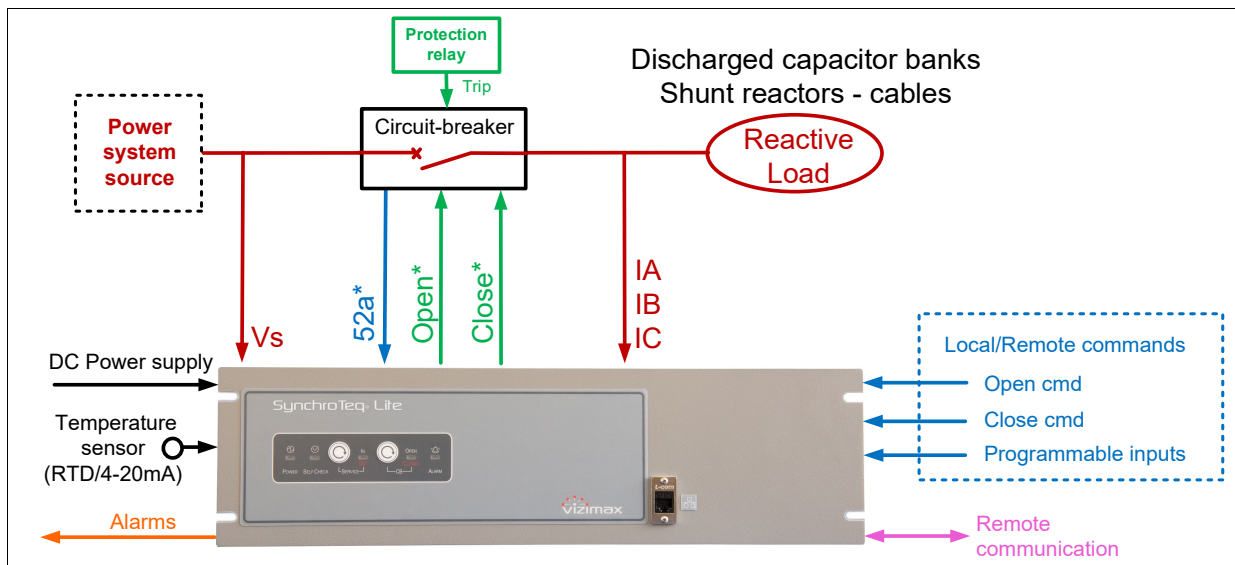 Protection
relay
Trip
Discharged capacitor banks
Shunt reactors - cables
Power
system
source
Circuit-breaker
Reactive
Load
Vs
52a*
Open*
Close*
IA
IB
IC
DC Power supply
Temperature
sensor
(RTD/4-20mA)
Alarms
Local/Remote commands
Open cmd
Close cmd
Programmable inputs
Remote
communication
SynchroTeq Lite
IN
OPEN
POWER
SELF CHECK
SERVICE
CB
ALARM
vizimax